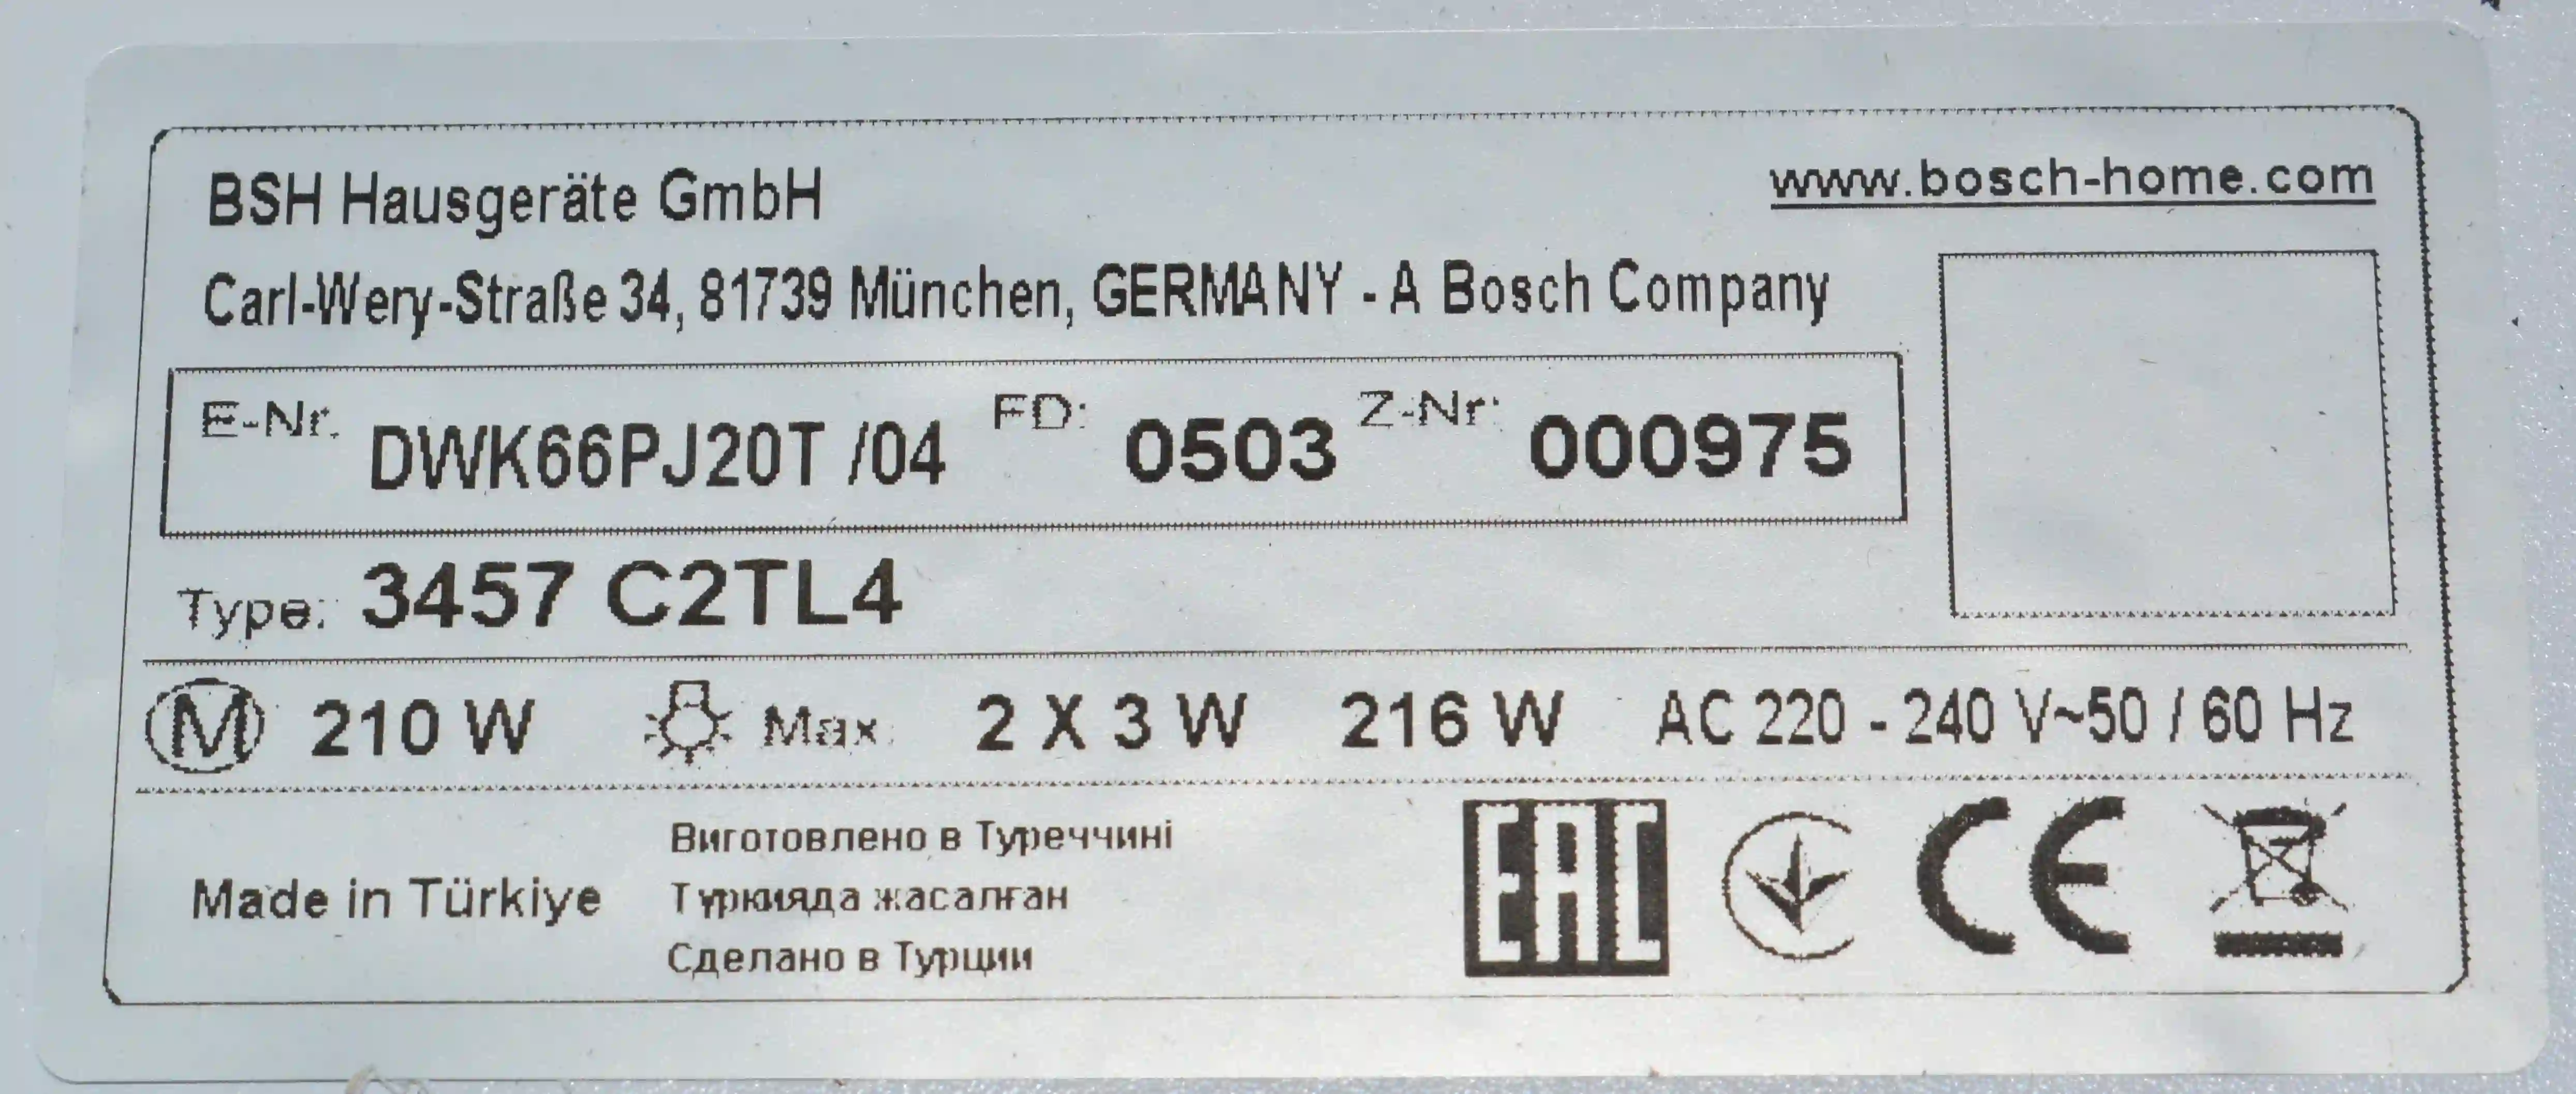 BSH Hausgeräte GmbH
www.bosch-home.com
Carl-Wery-Straße 34, 81739 München, GERMANY - A Bosch Company
E-Nr. DWK66PJ20T /04 FD: 0503 Z-Nr: 000975
Type: 3457 C2TL4
M 210 W Max. 2 X 3 W 216 W AC 220 - 240 V~50 / 60 Hz
Виготовлено в Туреччині
Made in Türkiye
Түркияда жасалған
Сделано в Турции
EAC CE